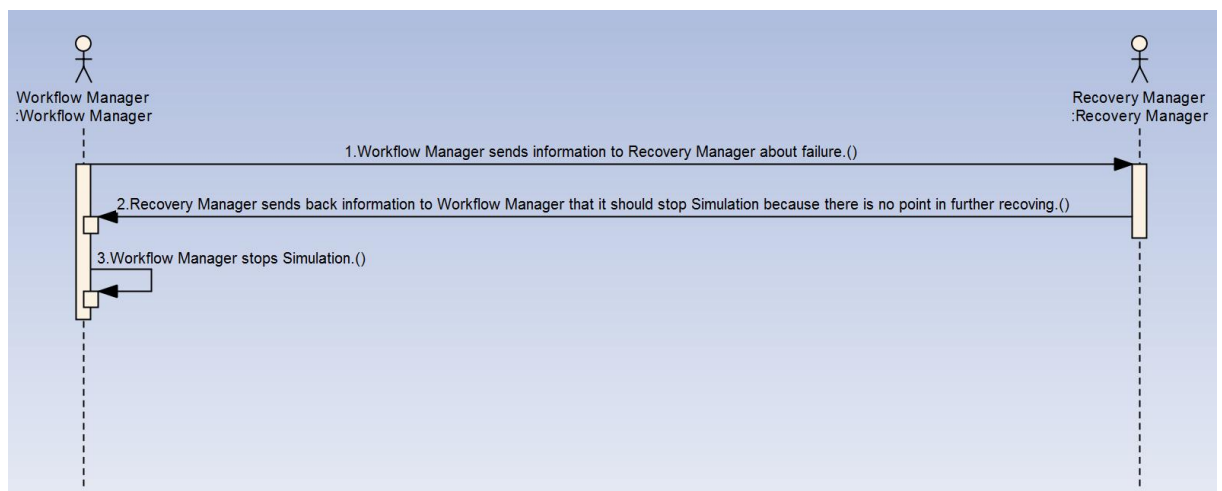 Workflow Manager
:Workflow Manager
Recovery Manager
:Recovery Manager
1.Workflow Manager sends information to Recovery Manager about failure.()
2.Recovery Manager sends back information to Workflow Manager that it should stop Simulation because there is no point in further recoving.()
3.Workflow Manager stops Simulation.()